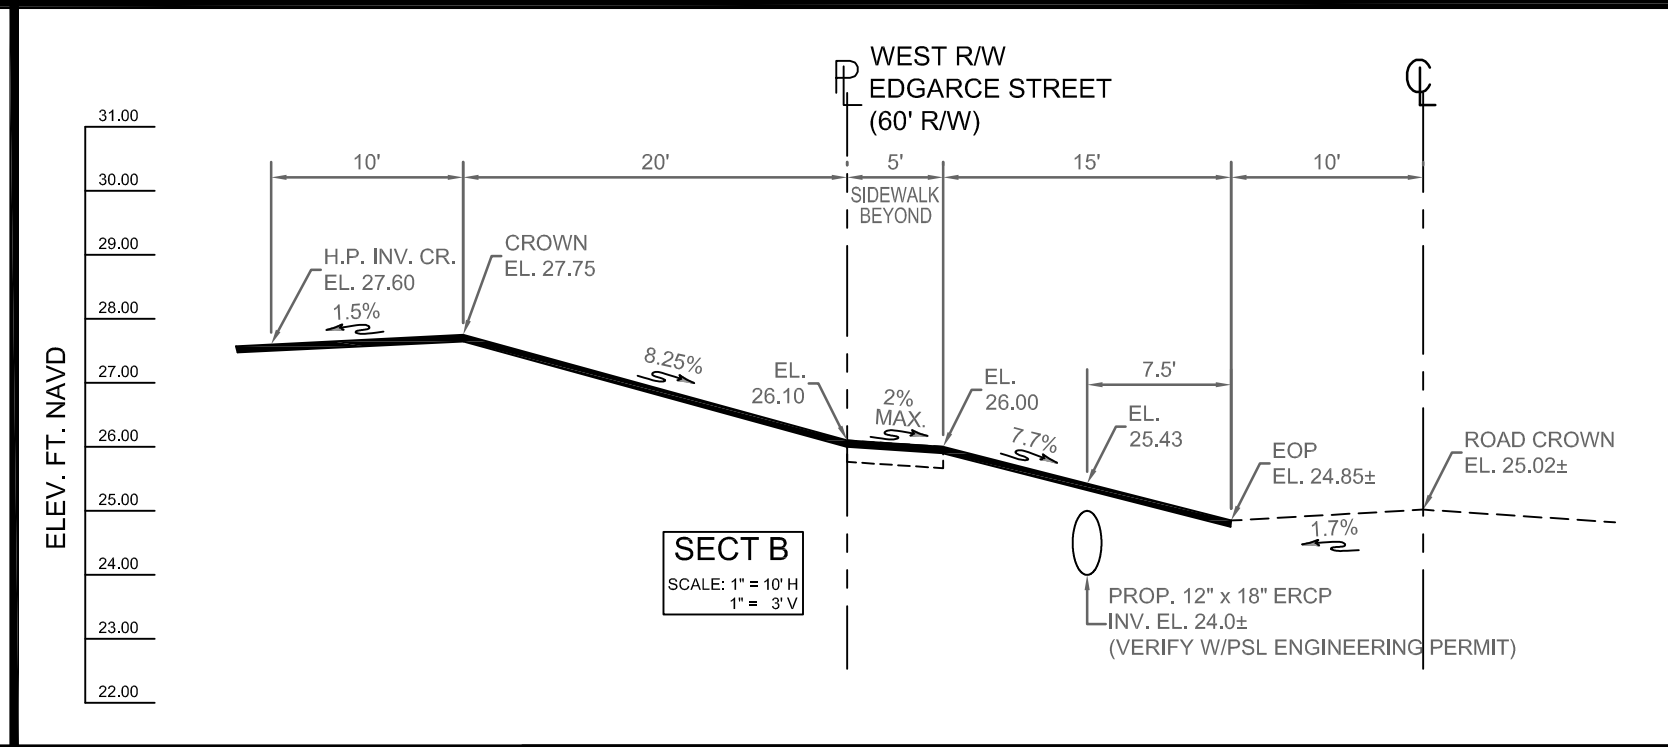 WEST R/W
EDGARCE STREET
(60' R/W)
PL
CL
31.00
30.00
29.00
28.00
27.00
26.00
25.00
24.00
23.00
22.00
ELEV. FT. NAVD
10'
20'
5'
15'
10'
SIDEWALK
BEYOND
H.P. INV. CR.
EL. 27.60
CROWN
EL. 27.75
1.5%
8.25%
EL.
26.10
2%
MAX.
EL.
26.00
7.7%
7.5'
EL.
25.43
EOP
EL. 24.85±
ROAD CROWN
EL. 25.02±
1.7%
SECT B
SCALE: 1" = 10' H
1" = 3' V
PROP. 12" x 18" ERCP
INV. EL. 24.0±
(VERIFY W/PSL ENGINEERING PERMIT)